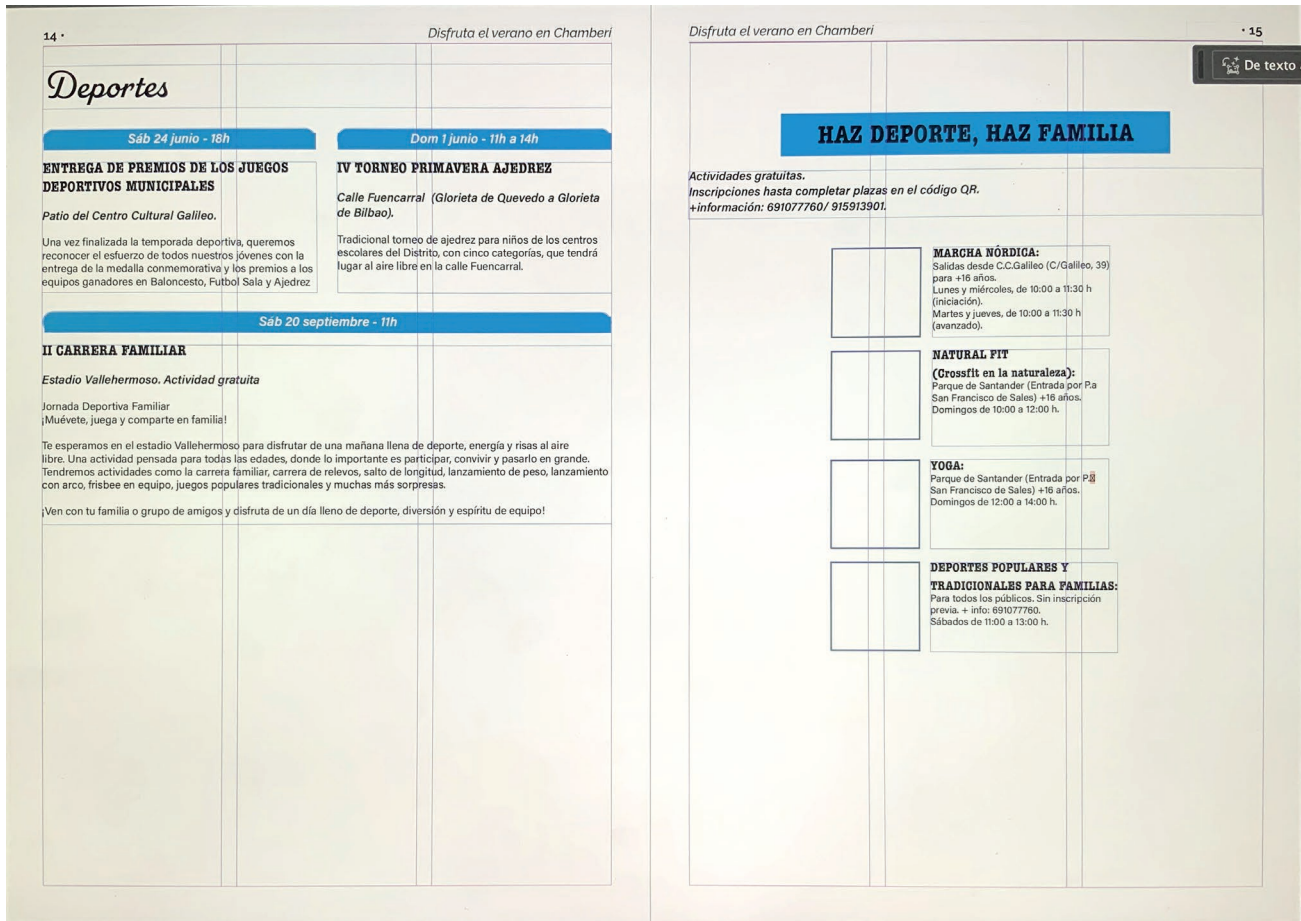 14 ·
Disfruta el verano en Chamberi
Deportes
Sáb 24 junio - 18h
ENTREGA DE PREMIOS DE LOS JUEGOS
DEPORTIVOS MUNICIPALES
Patio del Centro Cultural Galileo.
Una vez finalizada la temporada deportiva, queremos
reconocer el esfuerzo de todos nuestros jóvenes con la
entrega de la medalla conmemorativa y los premios a los
equipos ganadores en Baloncesto, Futbol Sala y Ajedrez
Dom 1 junio - 11h a 14h
IV TORNEO PRIMAVERA AJEDREZ
Calle Fuencarral (Glorieta de Quevedo a Glorieta
de Bilbao).
Tradicional torneo de ajedrez para niños de los centros
escolares del Distrito, con cinco categorías, que tendrá
lugar al aire libre en la calle Fuencarral.
Sáb 20 septiembre - 11h
II CARRERA FAMILIAR
Estadio Vallehermoso. Actividad gratuita
Jornada Deportiva Familiar
¡Muévete, juega y comparte en familia!
Te esperamos en el estadio Vallehermoso para disfrutar de una mañana llena de deporte, energía y risas al aire
libre. Una actividad pensada para todas las edades, donde lo importante es participar, convivir y pasarlo en grande.
Tendremos actividades como la carrera familiar, carrera de relevos, salto de longitud, lanzamiento de peso, lanzamiento
con arco, frisbee en equipo, juegos populares tradicionales y muchas más sorpresas.
¡Ven con tu familia o grupo de amigos y disfruta de un día lleno de deporte, diversión y espíritu de equipo!
Disfruta el verano en Chamberi
· 15
De texto
HAZ DEPORTE, HAZ FAMILIA
Actividades gratuitas.
Inscripciones hasta completar plazas en el código QR.
+información: 691077760/ 915913901.
MARCHA NÓRDICA:
Salidas desde C.C.Galileo (C/Galileo, 39)
para +16 años.
Lunes y miércoles, de 10:00 a 11:30 h
(iniciación).
Martes y jueves, de 10:00 a 11:30 h
(avanzado).
NATURAL FIT
(Crossfit en la naturaleza):
Parque de Santander (Entrada por P.a
San Francisco de Sales) +16 años.
Domingos de 10:00 a 12:00 h.
YOGA:
Parque de Santander (Entrada por P.
San Francisco de Sales) +16 años.
Domingos de 12:00 a 14:00 h.
DEPORTES POPULARES Y
TRADICIONALES PARA FAMILIAS:
Para todos los públicos. Sin inscripción
previa. + info: 691077760.
Sábados de 11:00 a 13:00 h.